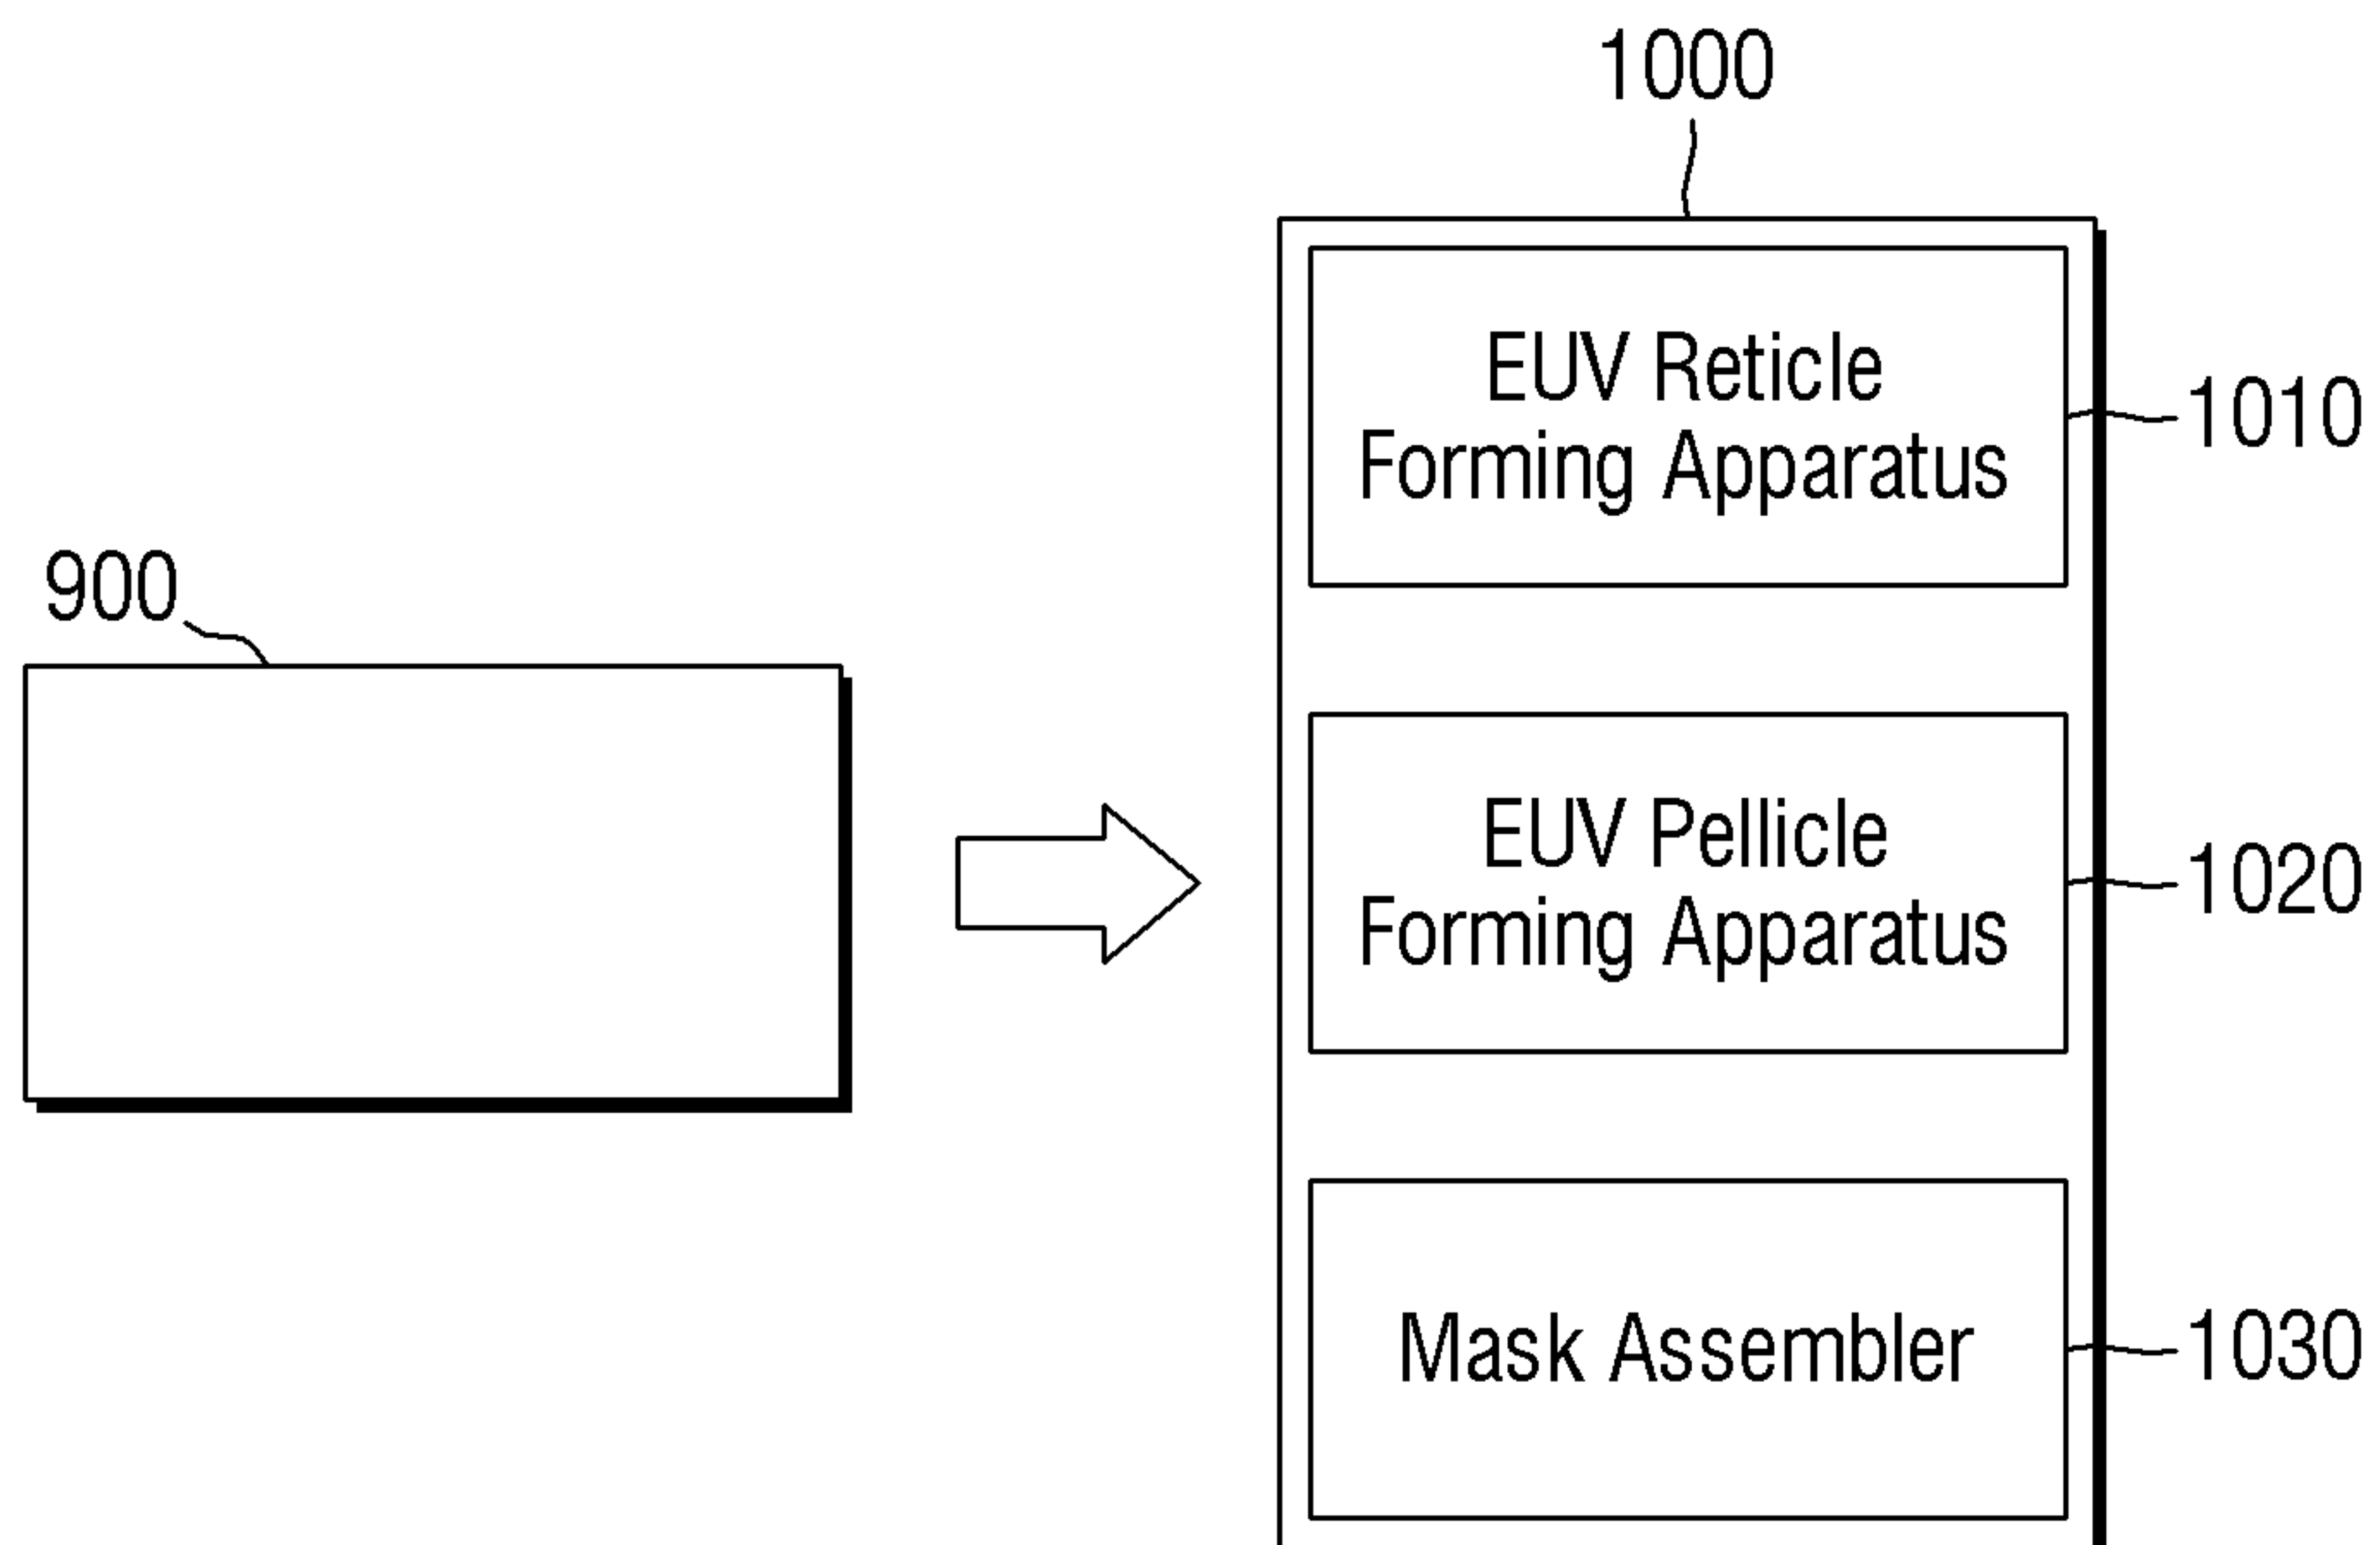 1000
EUV Reticle
Forming Apparatus
1010
900
EUV Pellicle
Forming Apparatus
1020
Mask Assembler
1030